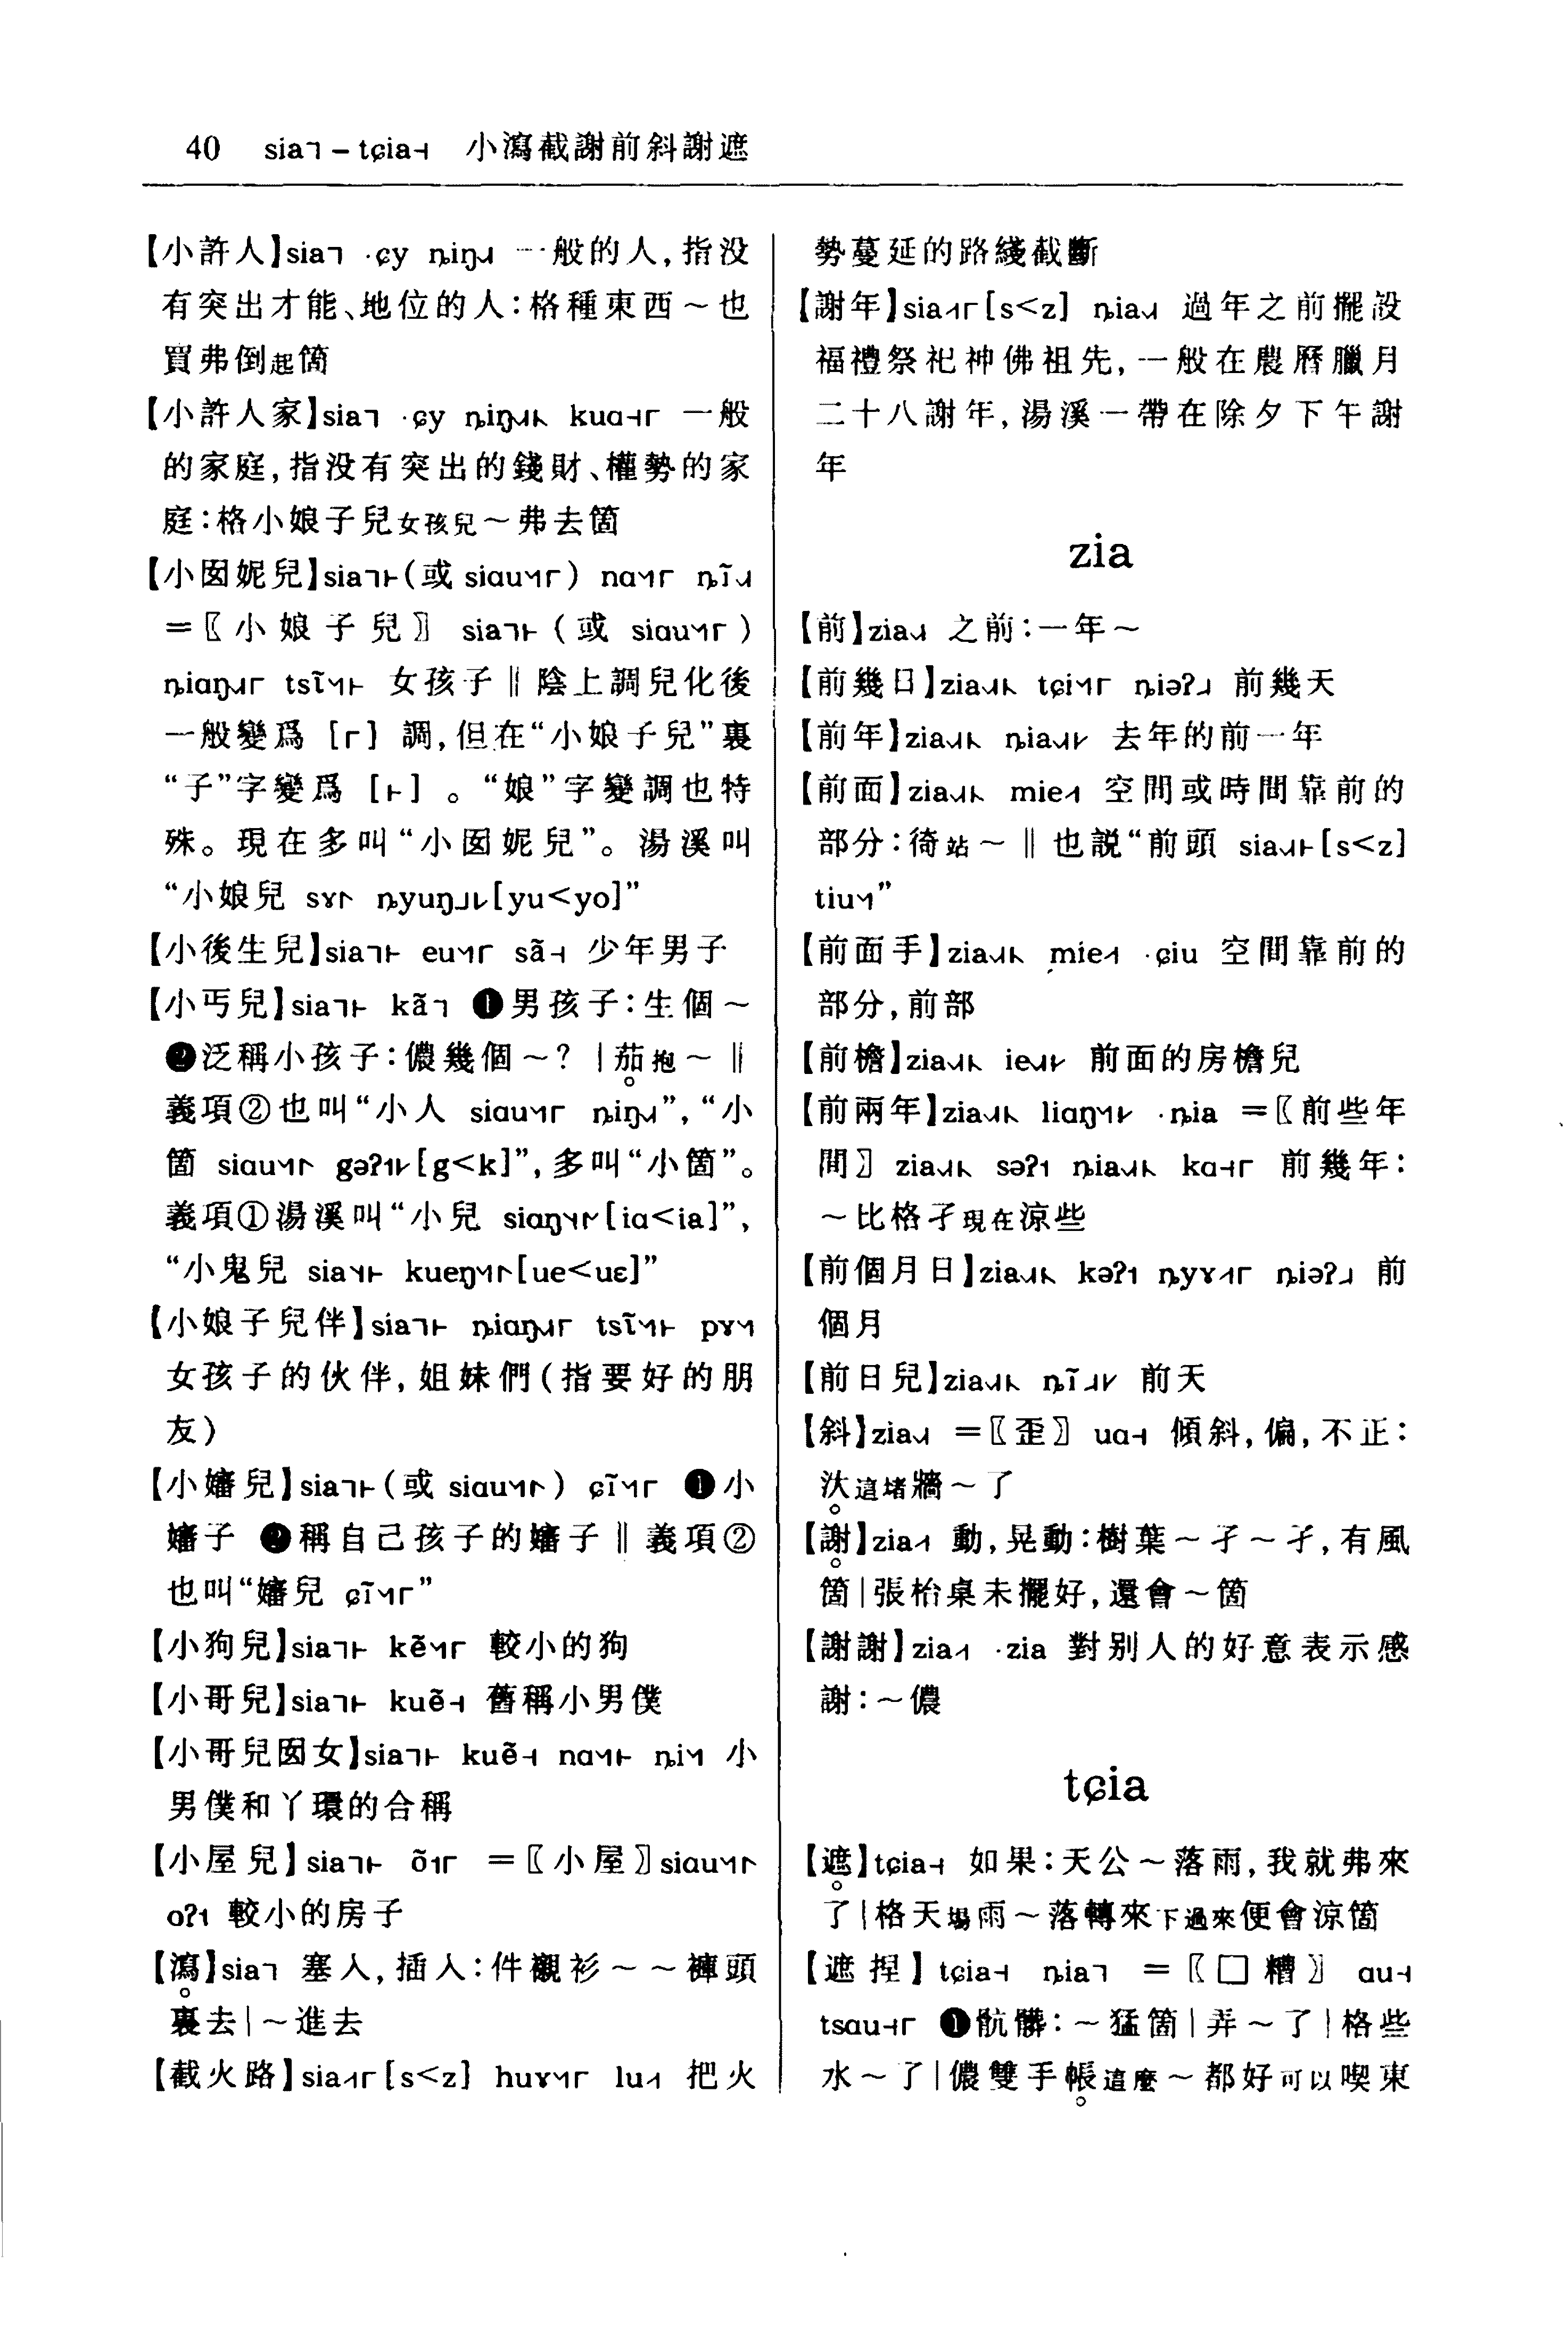 40 sia˥ – tɕia˧ 小瀉截謝前斜謝遮
【小許人】sia˥ ·ɕy ȵiŋ 一般的人,指没
有突出才能、地位的人:格種東西～也
買弗倒起箇
【小許人家】sia˥ ·ɕy ȵiŋ kuɑ 一般
的家庭,指没有突出的錢財、權勢的家
庭:格小娘子兒女孩兒～弗去箇
【小囡妮兒】sia(或 siɑu) nɑ ȵĩ
=〖小娘子兒〗 sia(或 siɑu)
ȵiɑŋ tsĩ 女孩子‖陰上調兒化後
一般變爲 [] 調,但在“小娘子兒”裏
“子”字變爲 []。“娘”字變調也特
殊。現在多叫“小囡妮兒”。湯溪叫
“小娘兒 sɤ ȵyuŋ[yu<yo]”
【小後生兒】sia eu sã 少年男子
【小丐兒】sia kã ❶男孩子:生個～
❷泛稱小孩子:儂幾個～?|茄抱～‖
義項②也叫“小人 siɑu ȵiŋ”,“小
箇 siɑu gəʔ[g<k]”,多叫“小箇”。
義項①湯溪叫“小兒 siɑŋ[iɑ<ia]”,
“小鬼兒 sia kueŋ[ue<uɛ]”
【小娘子兒伴】sia ȵiɑŋ tsĩ pɤ
女孩子的伙伴,姐妹們(指要好的朋
友)
【小嬸兒】sia(或 siɑu) ɕĩ ❶小
嬸子 ❷稱自己孩子的嬸子‖義項②
也叫“嬸兒 ɕĩ”
【小狗兒】sia kẽ 較小的狗
【小哥兒】sia kuẽ 舊稱小男僕
【小哥兒囡女】sia kuẽ nɑ ȵi 小
男僕和丫環的合稱
【小屋兒】sia õ =〖小屋〗siɑu
oʔ 較小的房子
【瀉】sia˥ 塞人,插人:件襯衫～～褲頭
裏去|～進去
【截火路】sia[s<z] huɤ lu 把火
勢蔓延的路綫截斷
【謝年】sia[s<z] ȵia 過年之前擺設
福禮祭祀神佛祖先,一般在農曆臘月
二十八謝年,湯溪一帶在除夕下午謝
年
zia
【前】zia 之前:一年～
【前幾日】zia tɕi ȵiəʔ 前幾天
【前年】zia ȵia 去年的前一年
【前面】zia mie 空間或時間靠前的
部分:徛站～‖也説“前頭 sia[s<z]
tiu”
【前面手】zia mie ·ɕiu 空間靠前的
部分,前部
【前檐】zia ie 前面的房檐兒
【前兩年】zia liɑŋ ·ȵia =〖前些年
間〗 zia səʔ ȵia kɑ 前幾年:
～比格孑現在涼些
【前個月日】zia kəʔ ȵyɤ ȵiəʔ 前
個月
【前日兒】zia ȵĩ 前天
【斜】zia =〖歪〗 uɑ 傾斜,偏,不正:
汏這堵牆～了
【謝】zia 動,晃動:樹葉～孑～孑,有風
箇|張枱桌未擺好,還會～箇
【謝謝】zia ·zia 對别人的好意表示感
謝:～儂
tɕia
【遮】tɕia˧ 如果:天公～落雨,我就弗來
了|格天場雨～落轉來下過來便會涼箇
【遮捏】tɕia˧ ȵia˥ =〖□糟〗 ɑu˧
tsɑu ❶骯髒:～猛箇|弄～了|格些
水～了|儂雙手帳這麽～都好可以喫東